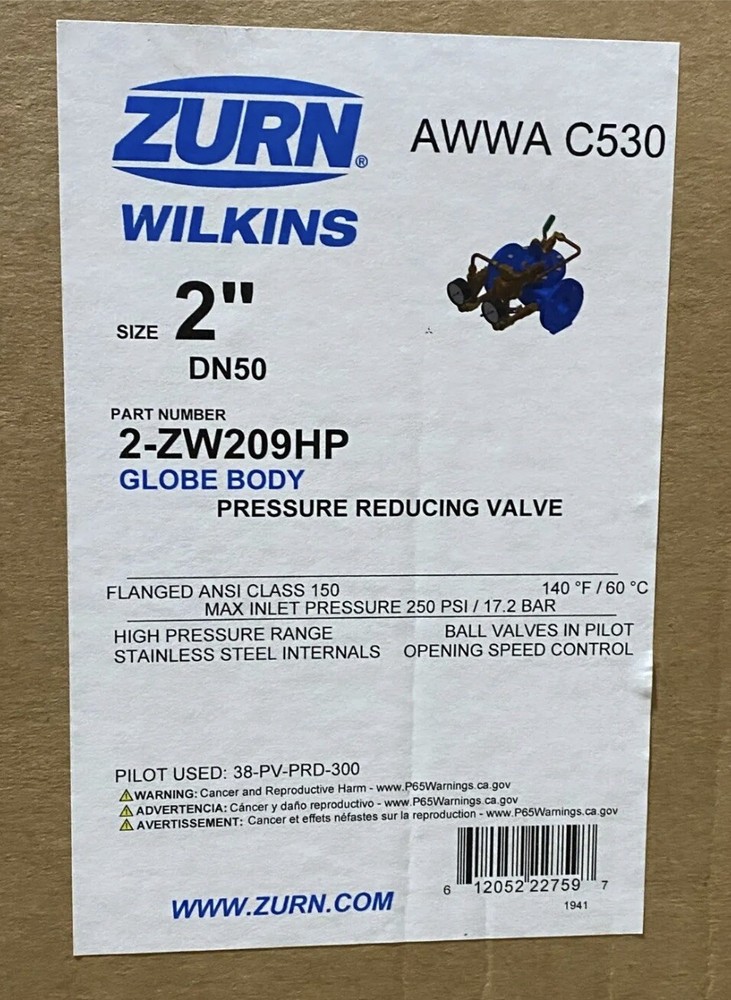 ZURN®
AWWA C530
WILKINS
SIZE 2"
DN50
PART NUMBER
2-ZW209HP
GLOBE BODY
PRESSURE REDUCING VALVE
FLANGED ANSI CLASS 150 140 °F / 60 °C
MAX INLET PRESSURE 250 PSI / 17.2 BAR
HIGH PRESSURE RANGE BALL VALVES IN PILOT
STAINLESS STEEL INTERNALS OPENING SPEED CONTROL
PILOT USED: 38-PV-PRD-300
WARNING: Cancer and Reproductive Harm - www.P65Warnings.ca.gov
ADVERTENCIA: Cáncer y daño reproductivo - www.P65Warnings.ca.gov
AVERTISSEMENT: Cancer et effets néfastes sur la reproduction - www.P65Warnings.ca.gov
6 12052 22759 7
1941
WWW.ZURN.COM